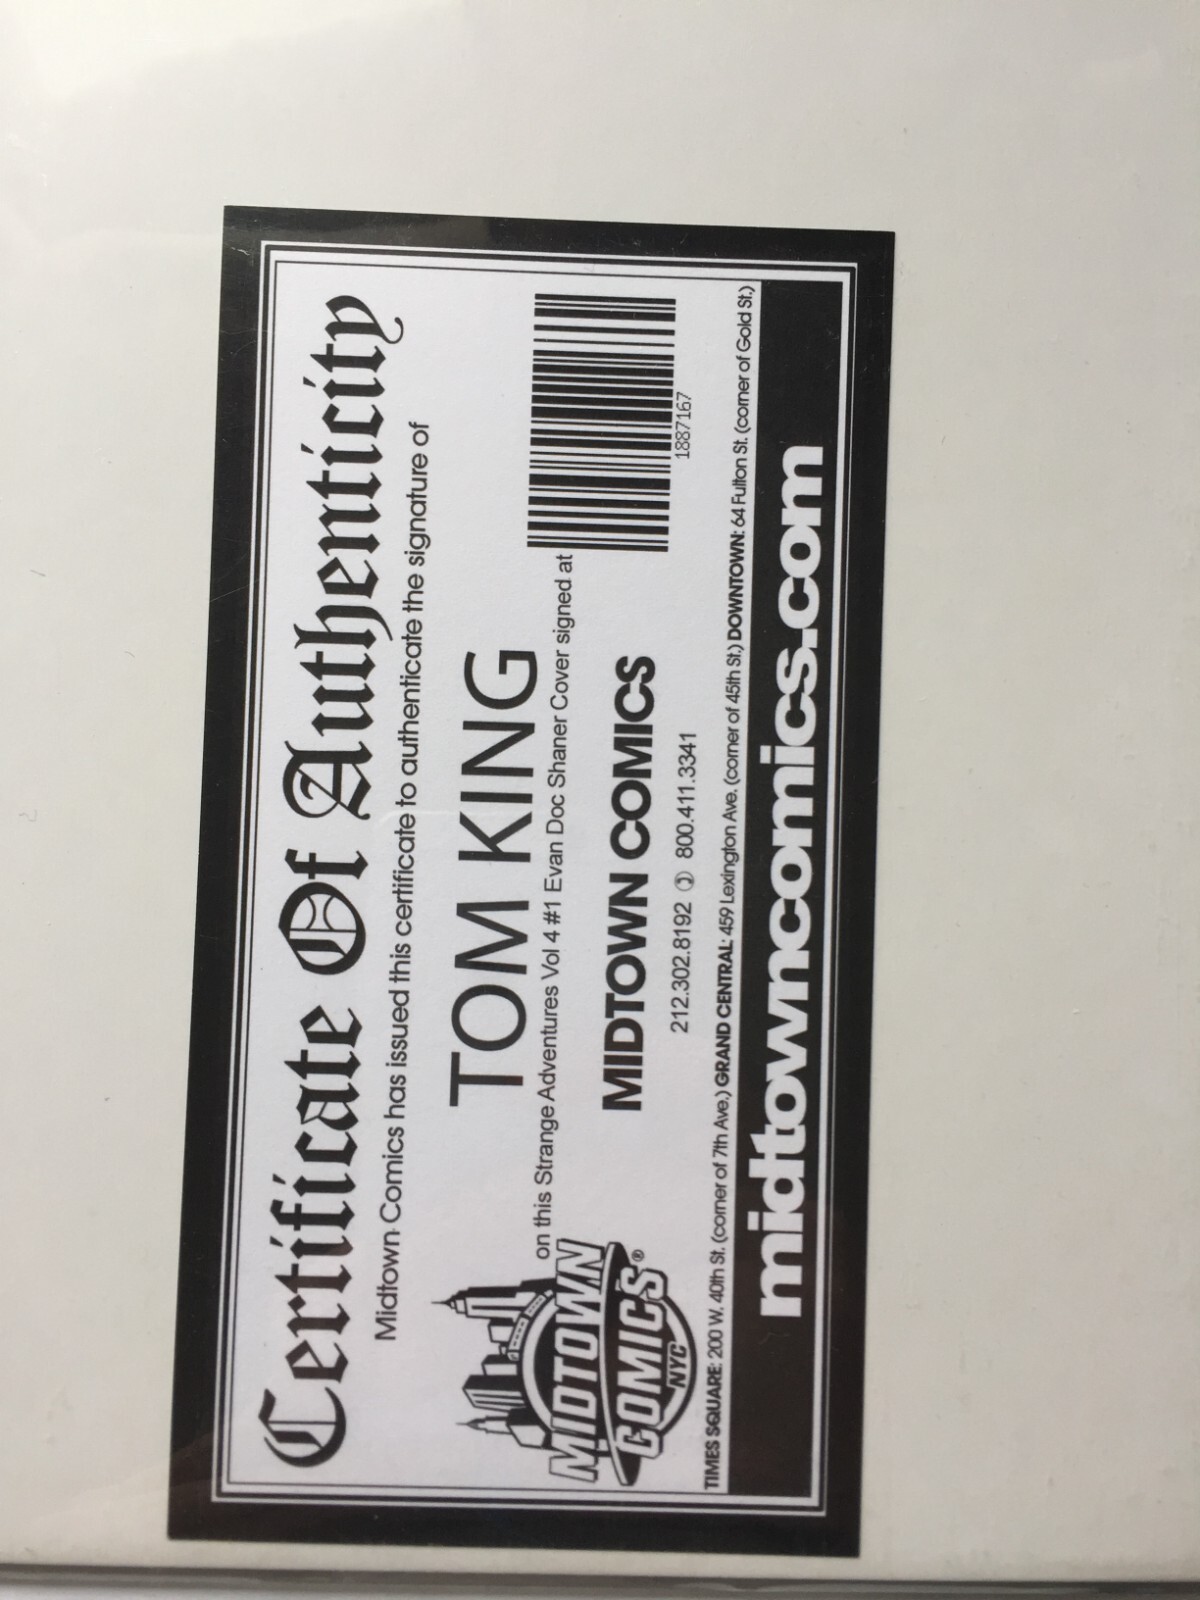 Certificate Of Authenticity
Midtown Comics has issued this certificate to authenticate the signature of
TOM KING
on this Strange Adventures Vol 4 #1 Evan Doc Shaner Cover signed at
1887167
MIDTOWN COMICS
212.302.8192 800.411.3341
MIDTOWN
COMICS®
NYC
TIMES SQUARE: 200 W. 40th St. (corner of 7th Ave.) GRAND CENTRAL: 459 Lexington Ave. (corner of 45th St.) DOWNTOWN: 64 Fulton St. (corner of Gold St.)
midtowncomics.com